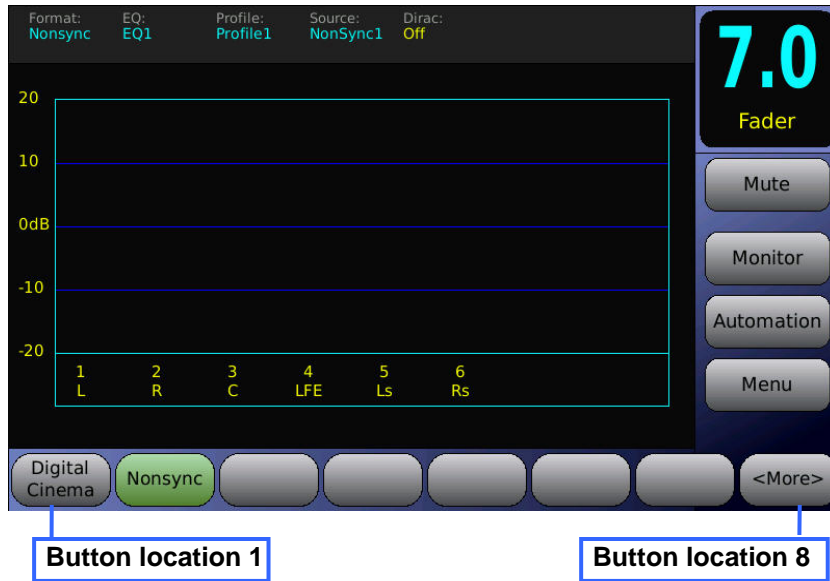 Format: EQ: Profile: Source: Dirac:
Nonsync EQ1 Profile1 NonSync1 Off
7.0
Fader
20
10
0dB
-10
-20
1 2 3 4 5 6
L R C LFE Ls Rs
Mute
Monitor
Automation
Menu
Digital
Cinema
Nonsync
<More>
Button location 1
Button location 8